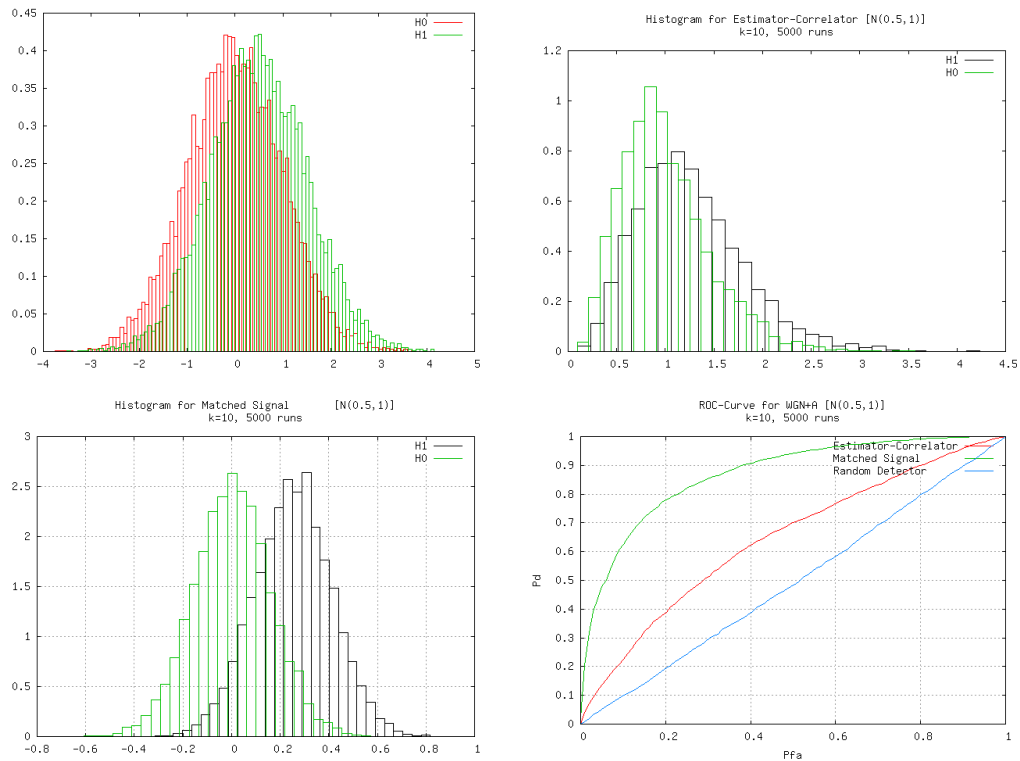 0.45
0.4
0.35
0.3
0.25
0.2
0.15
0.1
0.05
0
-4 -3 -2 -1 0 1 2 3 4 5
H0
H1
Histogram for Estimator-Correlator [N(0.5,1)]
k=10, 5000 runs
1.2
1
0.8
0.6
0.4
0.2
0
0 0.5 1 1.5 2 2.5 3 3.5 4 4.5
H1
H0
Histogram for Matched Signal [N(0.5,1)]
k=10, 5000 runs
3
2.5
2
1.5
1
0.5
0
-0.8 -0.6 -0.4 -0.2 0 0.2 0.4 0.6 0.8 1
H1
H0
ROC-Curve for WGN+A [N(0.5,1)]
k=10, 5000 runs
Pd
1
0.9
0.8
0.7
0.6
0.5
0.4
0.3
0.2
0.1
0
0 0.2 0.4 0.6 0.8 1
Pfa
Estimator-Correlator
Matched Signal
Random Detector